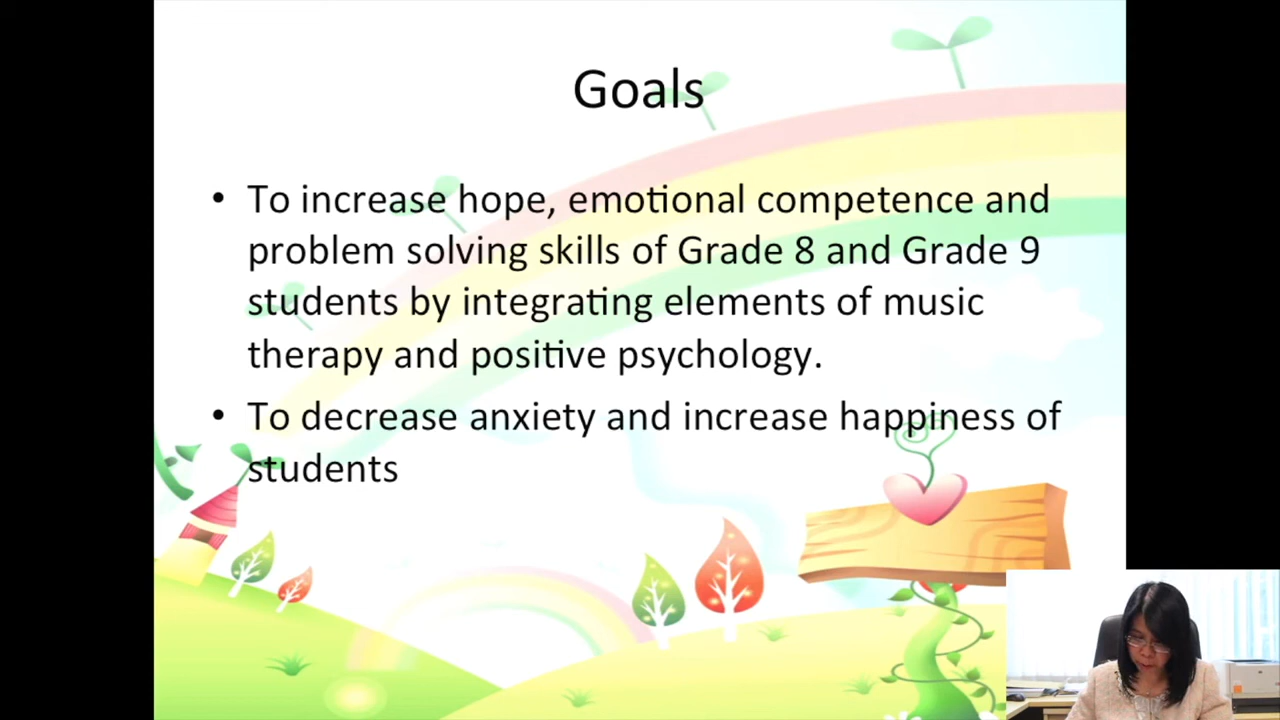 Goals
• To increase hope, emotional competence and
problem solving skills of Grade 8 and Grade 9
students by integrating elements of music
therapy and positive psychology.
• To decrease anxiety and increase happiness of
students